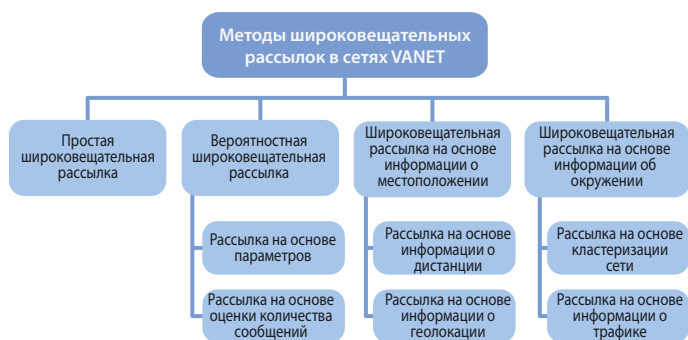 Методы широковещательных
рассылок в сетях VANET
Простая
широковещательная
рассылка
Вероятностная
широковещательная
рассылка
Широковещательная
рассылка на основе
информации о
местоположении
Широковещательная
рассылка на основе
информации об
окружении
Рассылка на основе
параметров
Рассылка на основе
оценки количества
сообщений
Рассылка на основе
информации о
дистанции
Рассылка на основе
информации о
геолокации
Рассылка на основе
кластеризации
сети
Рассылка на основе
информации о
трафике